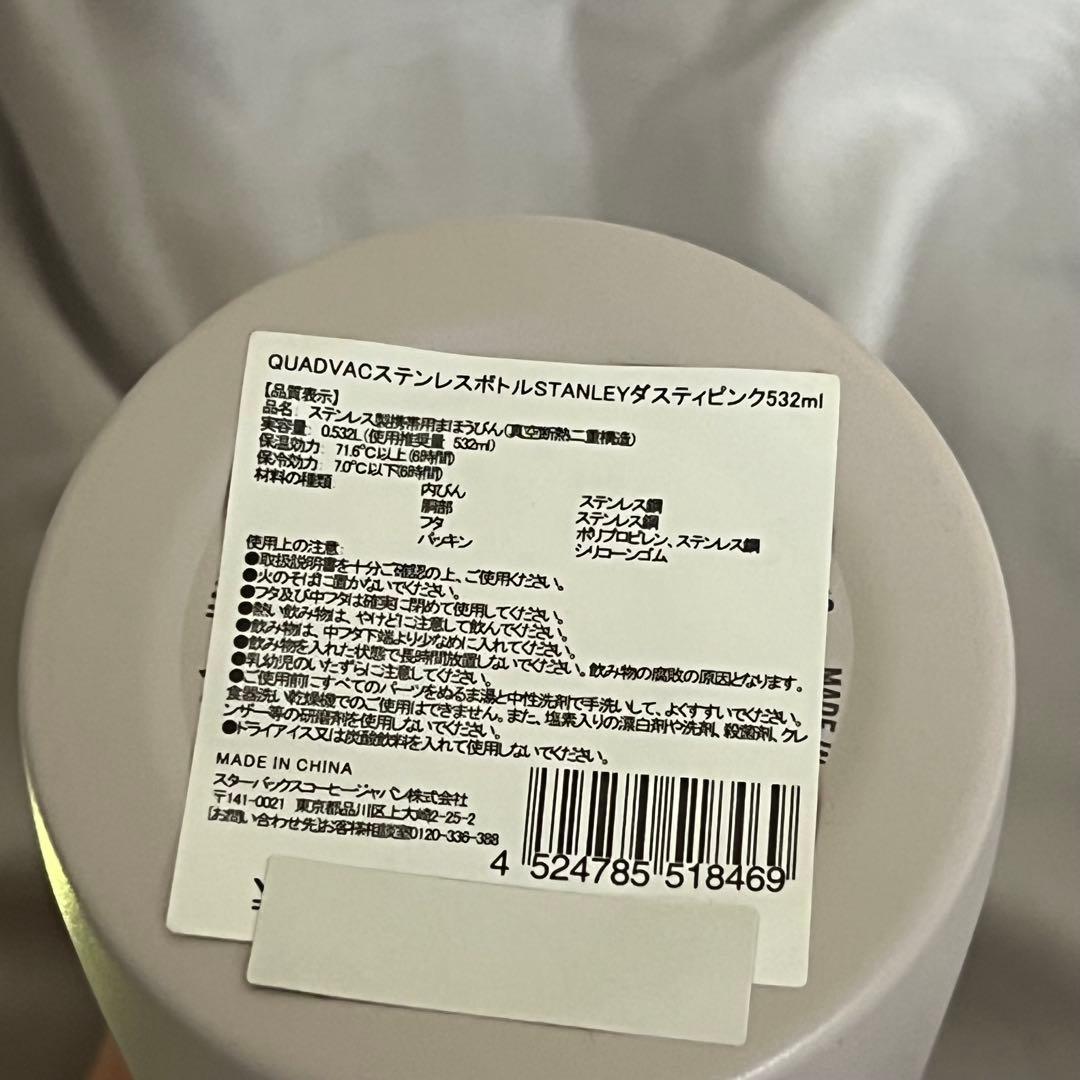 QUADVACステンレスボトルSTANLEYダスティピンク532ml
【品質表示】
品名: ステンレス製携帯用まほうびん(真空断熱二重構造)
実容量: 0.532L(使用推奨量 532ml)
保温効力: 71.6℃以上(6時間)
保冷効力: 7.0℃以下(6時間)
材料の種類
内びん ステンレス鋼
胴部 ステンレス鋼
フタ ポリプロピレン、ステンレス鋼
パッキン シリコーンゴム
使用上の注意:
●取扱説明書を十分ご確認の上、ご使用ください。
●火のそばに置かないでください。
●フタ及び中フタは確実に閉めて使用してください。
●熱い飲み物は、やけどに注意して飲んでください。
●飲み物は、中フタ下端より少なめに入れてください。
●飲み物を入れた状態で長時間放置しないでください。飲み物の腐敗の原因となります。
●乳幼児のいたずらに注意してください。
●ご使用前にすべてのパーツをぬるま湯と中性洗剤で手洗いして、よくすすいでください。
食器洗い乾燥機でのご使用はできません。また、塩素入りの漂白剤や洗剤、殺菌剤、クレ
ンザー等の研磨剤を使用しないでください。
●ドライアイス又は炭酸飲料を入れて使用しないでください。
MADE IN CHINA
スターバックスコーヒージャパン株式会社
〒141-0021 東京都品川区上大崎2-25-2
[お問い合わせ先]お客様相談室0120-336-388
4 524785 518469
MADE IN